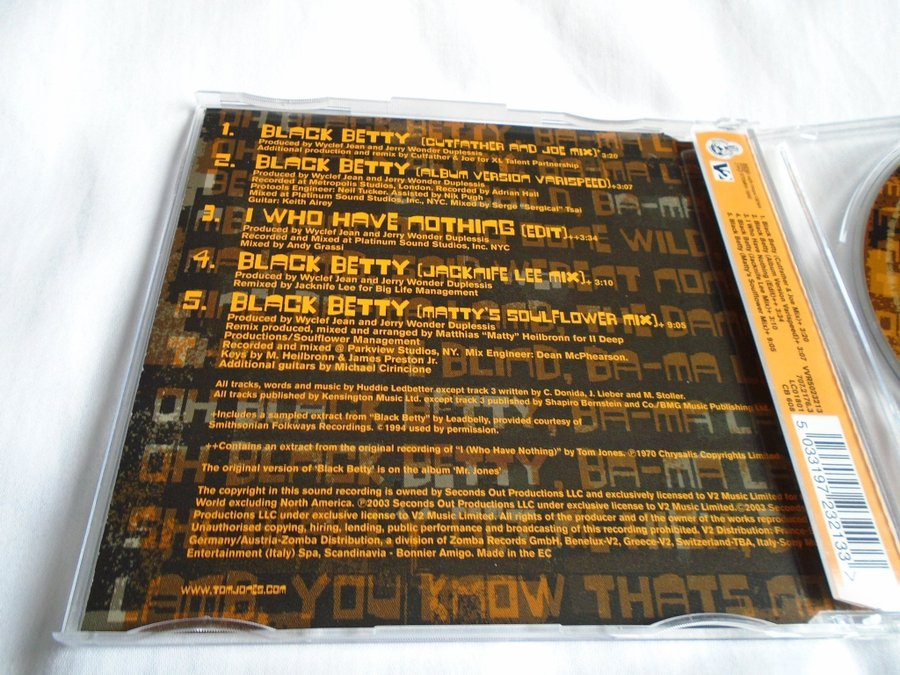 1. BLACK BETTY [CUTFATHER AND JOE MIX]+3:20
Produced by Wyclef Jean and Jerry Wonder Duplessis
Additional production and remix by Cutfather & Joe for XL Talent Partnership
2. BLACK BETTY [ALBUM VERSION VARISPEED]+3:07
Produced by Wyclef Jean and Jerry Wonder Duplessis
Recorded at Metropolis Studios, London. Recorded by Adrian Hall
Protools Engineer: Neil Tucker. Assisted by Nik Pugh
Mixed at Platinum Sound Studios, Inc, NYC. Mixed by Serge "Sergical" Tsai
Guitar: Keith Airey
3. I WHO HAVE NOTHING [EDIT]++3:34
Produced by Wyclef Jean and Jerry Wonder Duplessis
Recorded and Mixed at Platinum Sound Studios, Inc. NYC
Mixed by Andy Grassi
4. BLACK BETTY [JACKNIFE LEE MIX]+ 3:10
Produced by Wyclef Jean and Jerry Wonder Duplessis
Remixed by Jacknife Lee for Big Life Management
5. BLACK BETTY [MATTY'S SOULFLOWER MIX]+ 9:05
Produced by Wyclef Jean and Jerry Wonder Duplessis
Remix produced, mixed and arranged by Matthias "Matty" Heilbronn for II Deep
Productions/Soulflower Management
Recorded and mixed @ Parkview Studios, NY. Mix Engineer: Dean McPhearson.
Keys by M. Heilbronn & James Preston Jr.
Additional guitars by Michael Cirincione
All tracks, words and music by Huddie Ledbetter except track 3 written by C. Donida, J. Lieber and M. Stoller.
All tracks published by Kensington Music Ltd. except track 3 published by Shapiro Bernstein and Co./BMG Music Publishing Ltd.
+Includes a sampled extract from "Black Betty" by Leadbelly, provided courtesy of
Smithsonian Folkways Recordings. ©1994 used by permission.
++Contains an extract from the original recording of "I (Who Have Nothing)" by Tom Jones. ℗1970 Chrysalis Copyrights Limited.
The original version of 'Black Betty' is on the album 'Mr. Jones'
The copyright in this sound recording is owned by Seconds Out Productions LLC and exclusively licensed to V2 Music Limited for
World excluding North America. ℗2003 Seconds Out Productions LLC under exclusive license to V2 Music Limited.©2003 Seconds
Productions LLC under exclusive license to V2 Music Limited. All rights of the producer and of the owner of the works reproduced
Unauthorised copying, hiring, lending, public performance and broadcasting of this recording prohibited. V2 Distribution:
Germany/Austria-Zomba Distribution, a division of Zomba Records GmbH, Benelux-V2, Greece-V2, Switzerland-TBA, Italy-Sony
Entertainment (Italy) Spa, Scandinavia - Bonnier Amigo. Made in the EC
WWW.TOMJONES.COM
LAMB, YOU KNOW THATS
V2
VVR5023213
707.21176.3
LC01801
CB 608
5 033197 232133 >